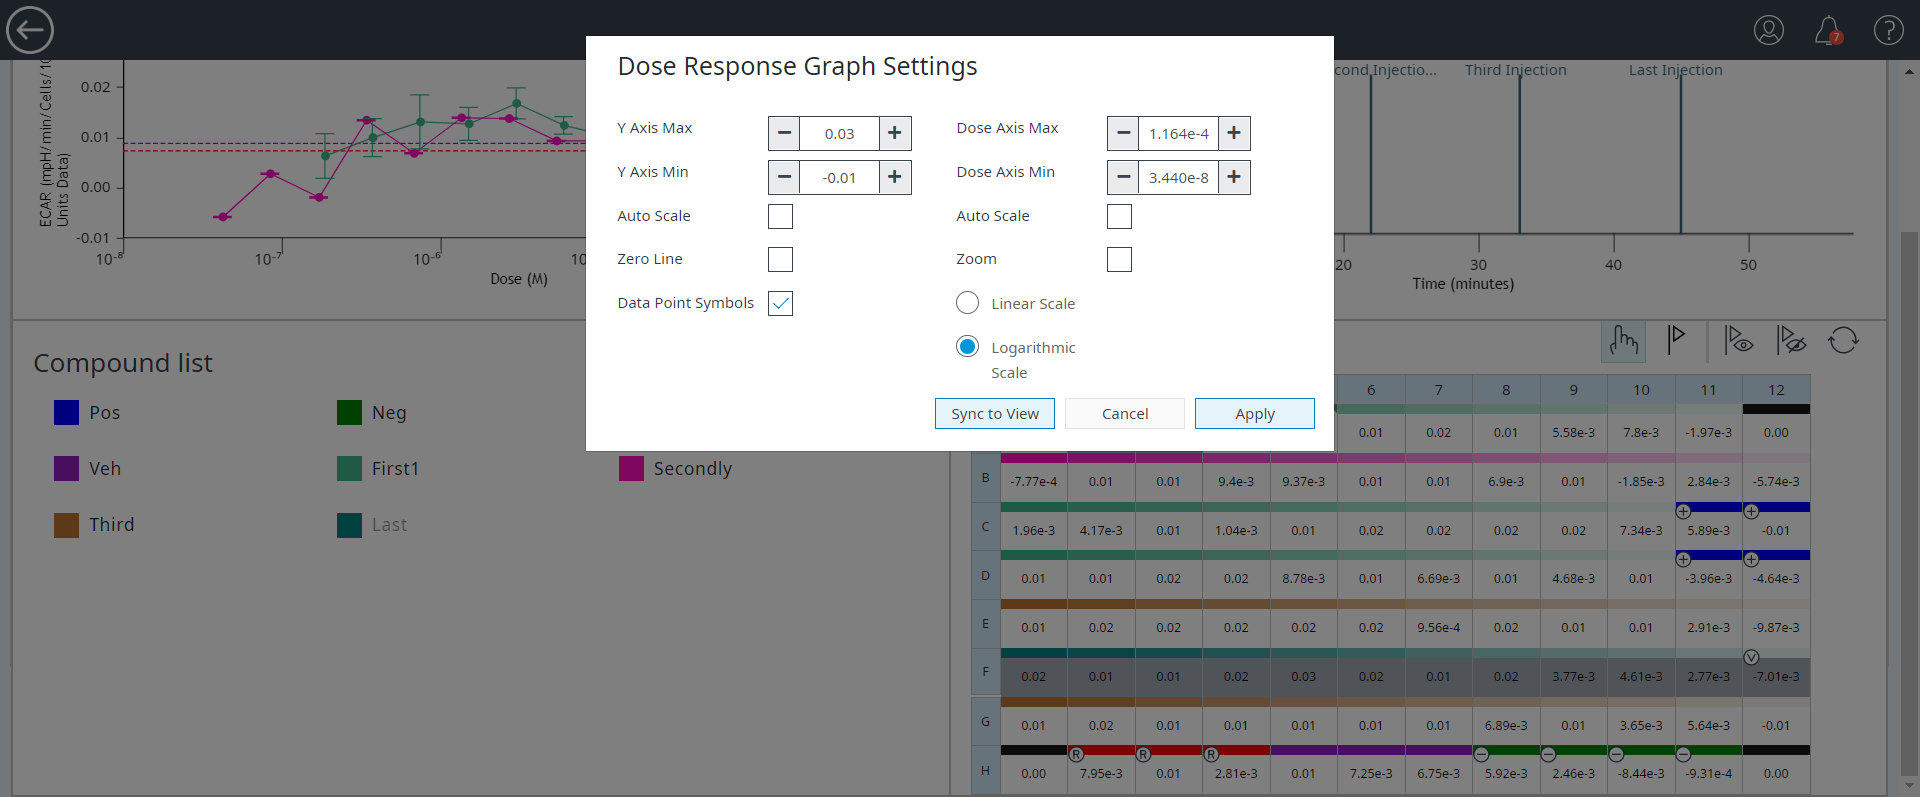 7
Dose Response Graph Settings
Y Axis Max
0.03
Dose Axis Max
1.164e-4
Y Axis Min
-0.01
Dose Axis Min
3.440e-8
Auto Scale
Auto Scale
Zero Line
Zoom
Data Point Symbols
Linear Scale
Logarithmic
Scale
Sync to View
Cancel
Apply
ECAR (mpH/min/Cells/10
Units Data)
0.02
0.01
0.00
-0.01
10⁻⁸
10⁻⁷
10⁻⁶
10
Dose (M)
cond Injectio...
Third Injection
Last Injection
20
30
40
50
Time (minutes)
Compound list
Pos
Neg
Veh
First1
Secondly
Third
Last
6 7 8 9 10 11 12
0.01 0.02 0.01 5.58e-3 7.8e-3 -1.97e-3 0.00
B -7.77e-4 0.01 0.01 9.4e-3 9.37e-3 0.01 0.01 6.9e-3 0.01 -1.85e-3 2.84e-3 -5.74e-3
C 1.96e-3 4.17e-3 0.01 1.04e-3 0.01 0.02 0.02 0.02 0.02 7.34e-3 5.89e-3 -0.01
D 0.01 0.01 0.02 0.02 8.78e-3 0.01 6.69e-3 0.01 4.68e-3 0.01 -3.96e-3 -4.64e-3
E 0.01 0.02 0.02 0.02 0.02 0.02 9.56e-4 0.02 0.01 0.01 2.91e-3 -9.87e-3
V
F 0.02 0.01 0.01 0.02 0.03 0.02 0.01 0.02 3.77e-3 4.61e-3 2.77e-3 -7.01e-3
G 0.01 0.02 0.01 0.01 0.01 0.01 0.01 6.89e-3 0.01 3.65e-3 5.64e-3 -0.01
R R R
H 0.00 7.95e-3 0.01 2.81e-3 0.01 7.25e-3 6.75e-3 5.92e-3 2.46e-3 -8.44e-3 -9.31e-4 0.00